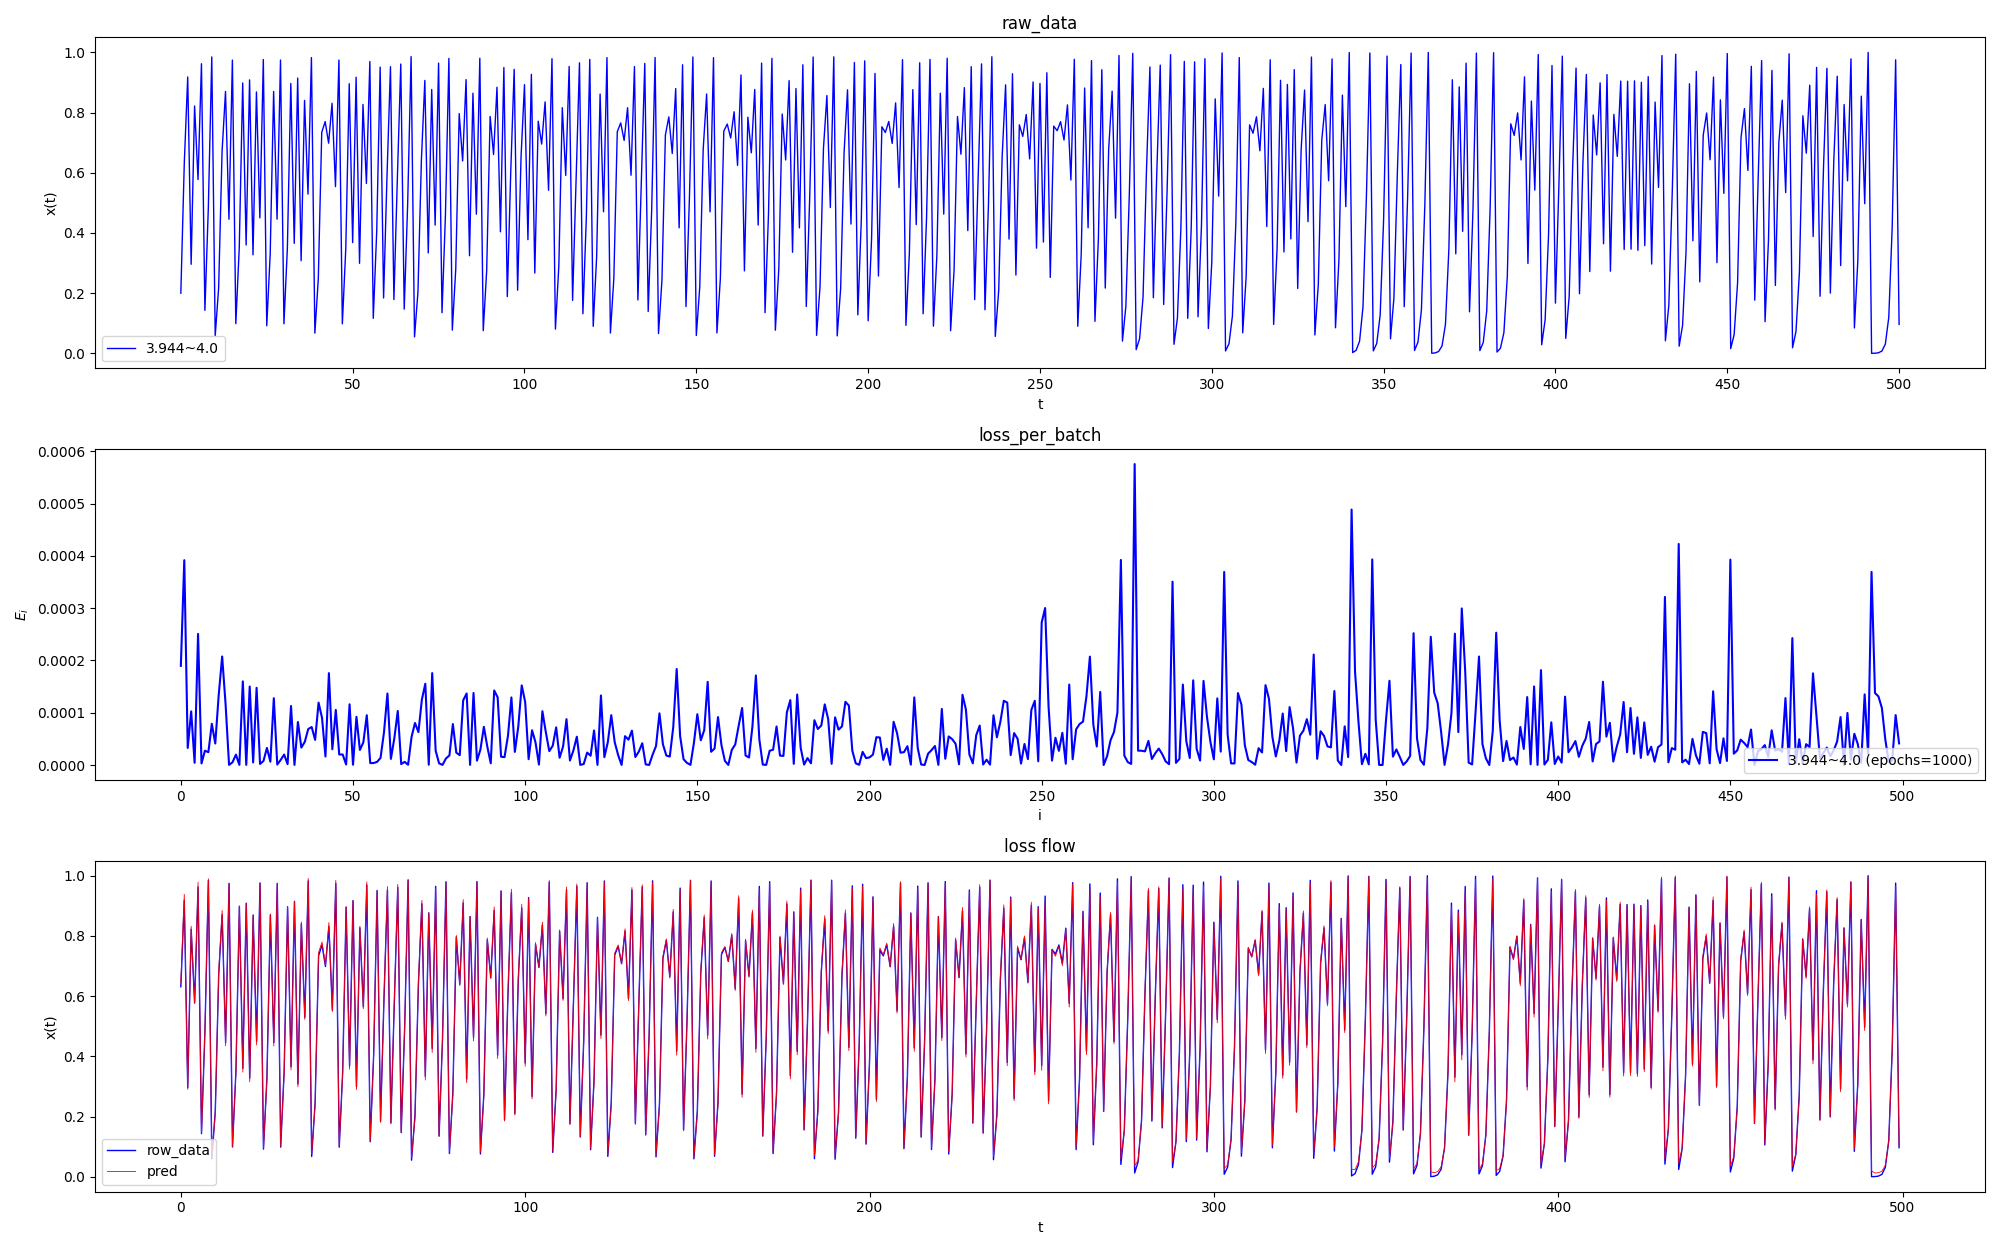 raw_data
x(t)
1.0
0.8
0.6
0.4
0.2
0.0
3.944~4.0
50 100 150 200 250 300 350 400 450 500
t
loss_per_batch
E_i
0.0006
0.0005
0.0004
0.0003
0.0002
0.0001
0.0000
3.944~4.0 (epochs=1000)
0 50 100 150 200 250 300 350 400 450 500
i
loss flow
x(t)
1.0
0.8
0.6
0.4
0.2
0.0
row_data
pred
0 100 200 300 400 500
t